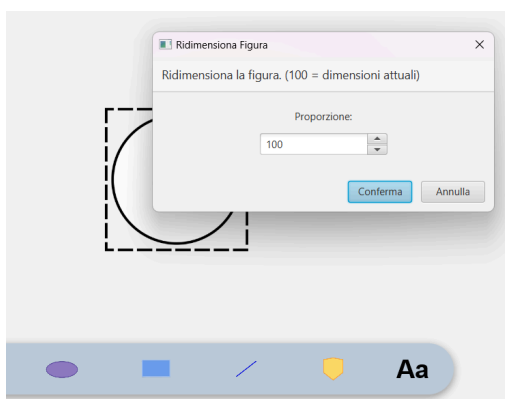 Ridimensiona Figura
Ridimensiona la figura. (100 = dimensioni attuali)
Proporzione:
100
Conferma
Annulla
Aa